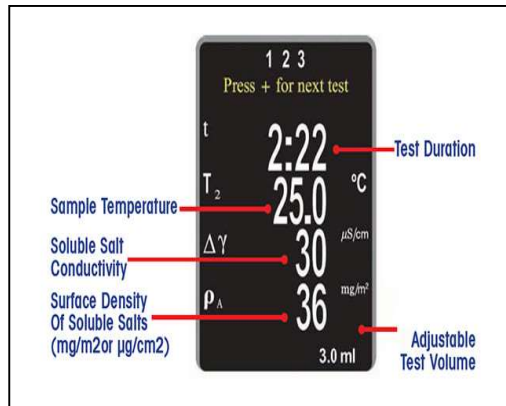 1 2 3
Press + for next test
t
2:22
Test Duration
T2
25.0
°C
Sample Temperature
Δγ
30
µS/cm
Soluble Salt
Conductivity
ρA
36
mg/m²
Surface Density
Of Soluble Salts
(mg/m2or µg/cm2)
Adjustable
Test Volume
3.0 ml